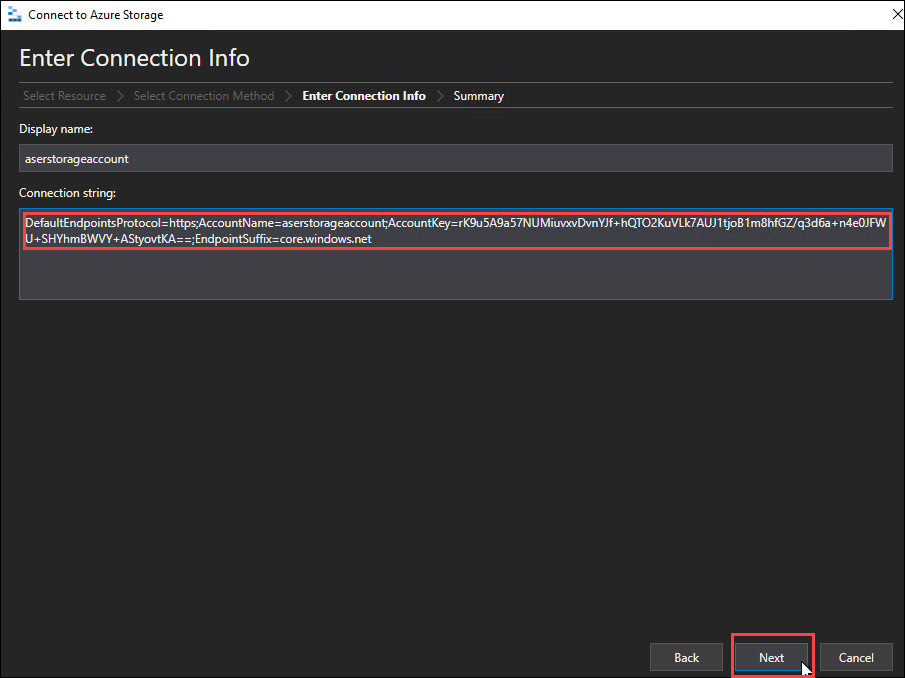 Connect to Azure Storage
Enter Connection Info
Select Resource > Select Connection Method > Enter Connection Info > Summary
Display name:
aserstorageaccount
Connection string:
DefaultEndpointsProtocol=https;AccountName=aserstorageaccount;AccountKey=rK9u5A9a57NUMiuvxvDvnYJf+hQTO2KuVLk7AUJ1tjoB1m8hfGZ/q3d6a+n4e0JFW
U+SHYhmBWVY+AStyovtKA==;EndpointSuffix=core.windows.net
Back Next Cancel